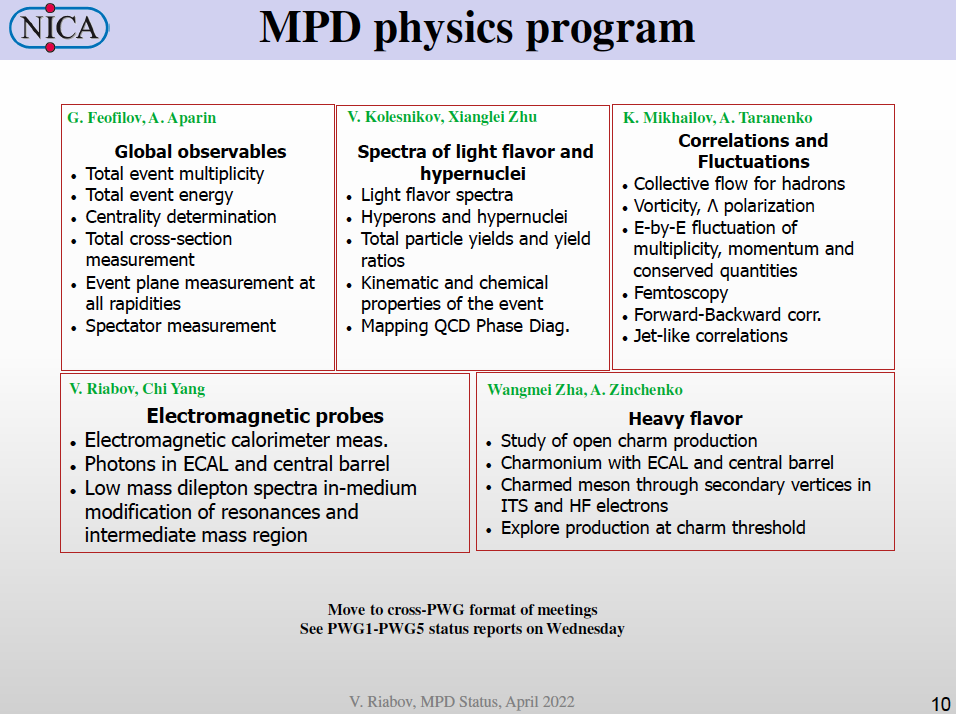 NICA
MPD physics program
G. Feofilov, A. Aparin
Global observables
• Total event multiplicity
• Total event energy
• Centrality determination
• Total cross-section
measurement
• Event plane measurement at
all rapidities
• Spectator measurement
V. Kolesnikov, Xianglei Zhu
Spectra of light flavor and
hypernuclei
• Light flavor spectra
• Hyperons and hypernuclei
• Total particle yields and yield
ratios
• Kinematic and chemical
properties of the event
• Mapping QCD Phase Diag.
K. Mikhailov, A. Taranenko
Correlations and
Fluctuations
• Collective flow for hadrons
• Vorticity, Λ polarization
• E-by-E fluctuation of
multiplicity, momentum and
conserved quantities
• Femtoscopy
• Forward-Backward corr.
• Jet-like correlations
V. Riabov, Chi Yang
Electromagnetic probes
• Electromagnetic calorimeter meas.
• Photons in ECAL and central barrel
• Low mass dilepton spectra in-medium
modification of resonances and
intermediate mass region
Wangmei Zha, A. Zinchenko
Heavy flavor
• Study of open charm production
• Charmonium with ECAL and central barrel
• Charmed meson through secondary vertices in
ITS and HF electrons
• Explore production at charm threshold
Move to cross-PWG format of meetings
See PWG1-PWG5 status reports on Wednesday
V. Riabov, MPD Status, April 2022
10